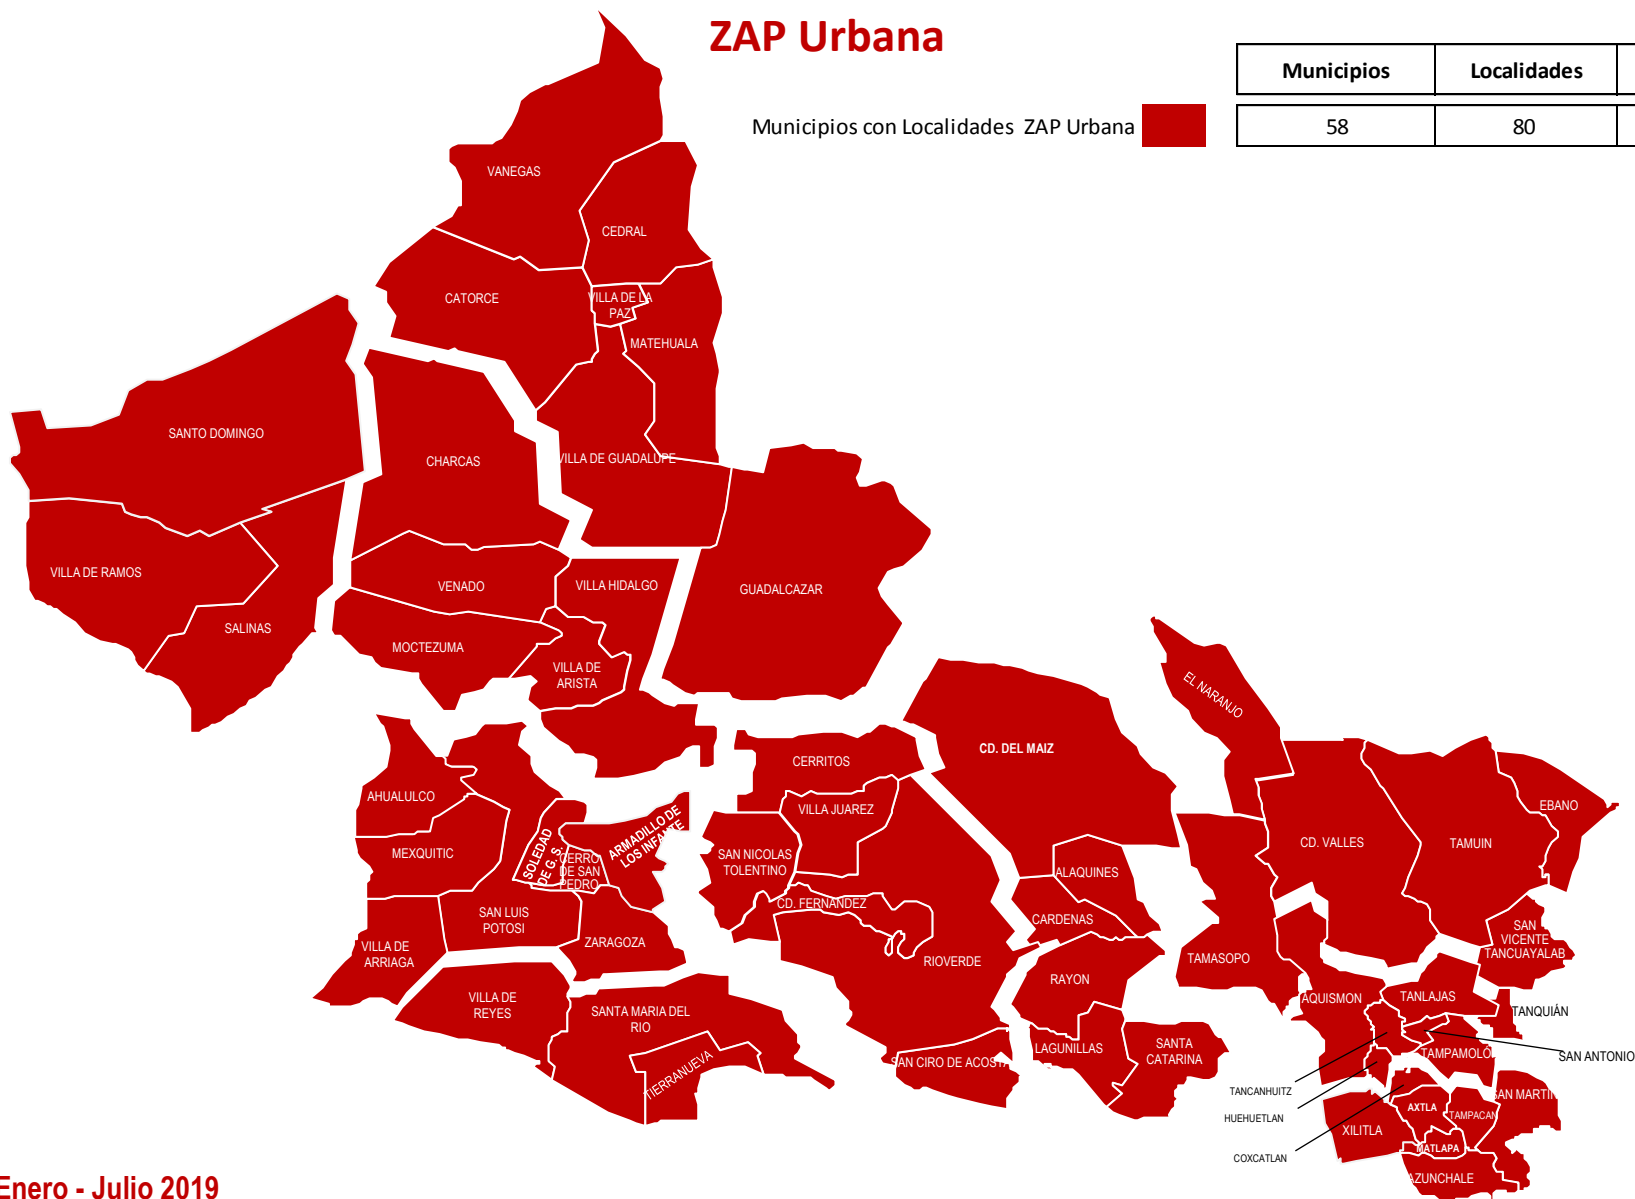 ZAP Urbana
Municipios
Localidades
Municipios con Localidades ZAP Urbana
58
80
VANEGAS
CEDRAL
CATORCE
VILLA DE LA
PAZ
MATEHUALA
SANTO DOMINGO
CHARCAS
VILLA DE GUADALUPE
VILLA DE RAMOS
VENADO
VILLA HIDALGO
GUADALCAZAR
SALINAS
MOCTEZUMA
VILLA DE
ARISTA
EL NARANJO
CD. DEL MAIZ
CERRITOS
AHUALULCO
VILLA JUAREZ
EBANO
ARMADILLO DE
LOS INFANTE
SOLEDAD
DE G. S.
MEXQUITIC
CERRO
DE SAN
PEDRO
SAN NICOLAS
TOLENTINO
CD. VALLES
TAMUIN
ALAQUINES
CD. FERNANDEZ
CARDENAS
SAN LUIS
POTOSI
ZARAGOZA
VILLA DE
ARRIAGA
RIOVERDE
TAMASOPO
SAN
VICENTE
TANCUAYALAB
RAYON
VILLA DE
REYES
SANTA MARIA DEL
RIO
AQUISMON
TANLAJAS
TANQUIÁN
LAGUNILLAS
SANTA
CATARINA
TAMPAMOLÓ
SAN ANTONIO
SAN CIRO DE ACOSTA
TIERRANUEVA
TANCANHUITZ
SAN MARTIN
HUEHUETLAN
AXTLA
TAMPACAN
XILITLA
COXCATLAN
MATLAPA
AZUNCHALE
Enero - Julio 2019